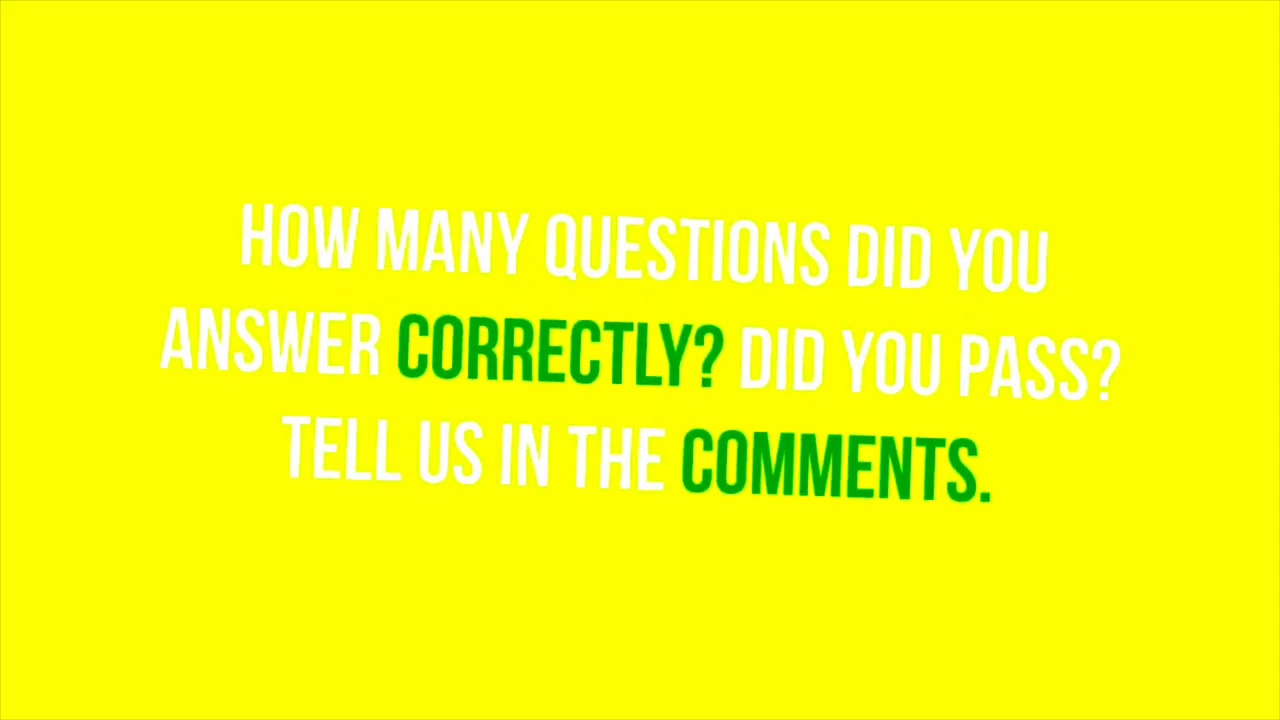 HOW MANY QUESTIONS DID YOU
ANSWER CORRECTLY? DID YOU PASS?
TELL US IN THE COMMENTS.